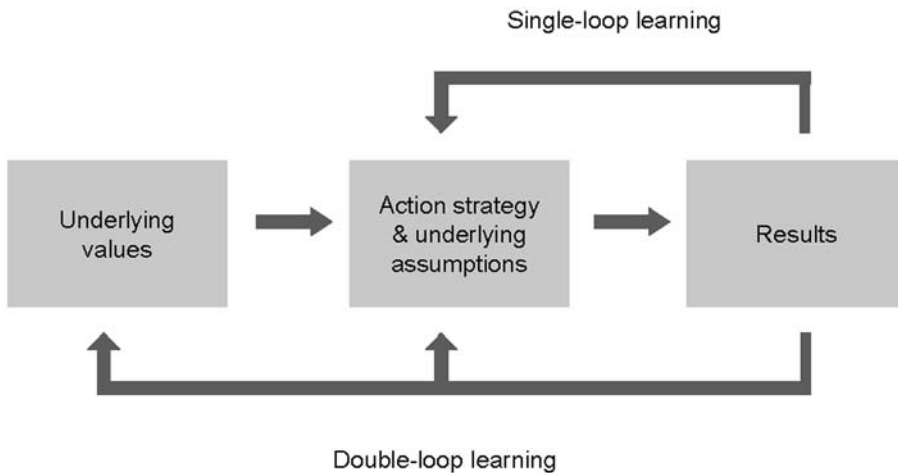 Single-loop learning
Underlying
values
Action strategy
& underlying
assumptions
Results
Double-loop learning